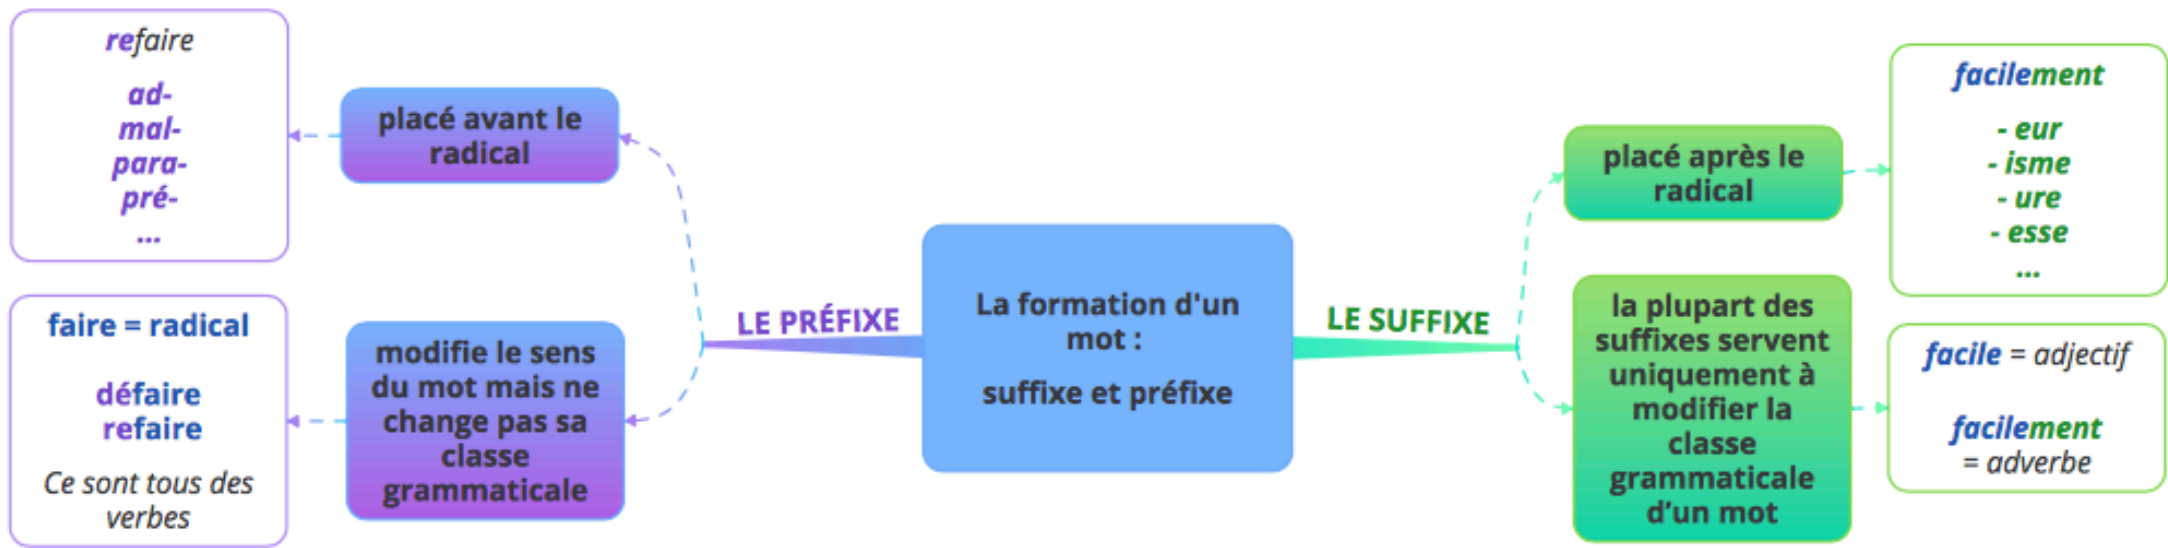 refaire
ad-
mal-
para-
pré-
...
placé avant le
radical
faire = radical
défaire
refaire
Ce sont tous des
verbes
modifie le sens
du mot mais ne
change pas sa
classe
grammaticale
LE PRÉFIXE
La formation d'un
mot :
suffixe et préfixe
LE SUFFIXE
placé après le
radical
facilement
- eur
- isme
- ure
- esse
...
la plupart des
suffixes servent
uniquement à
modifier la
classe
grammaticale
d’un mot
facile = adjectif
facilement
= adverbe